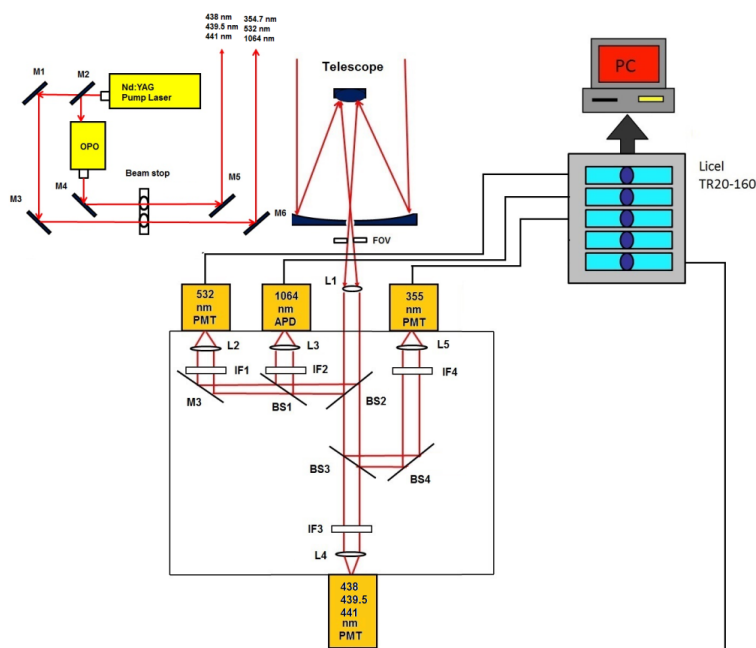 438 nm
439.5 nm
441 nm
354.7 nm
532 nm
1064 nm
M1
M2
Nd:YAG
Pump Laser
OPO
Beam stop
M3
M4
M5
M6
Telescope
FOV
PC
Licel
TR20-160
L1
532
nm
PMT
1064
nm
APD
355
nm
PMT
L2
L3
L5
IF1
IF2
IF4
M3
BS1
BS2
BS3
BS4
IF3
L4
438
439.5
441
nm
PMT